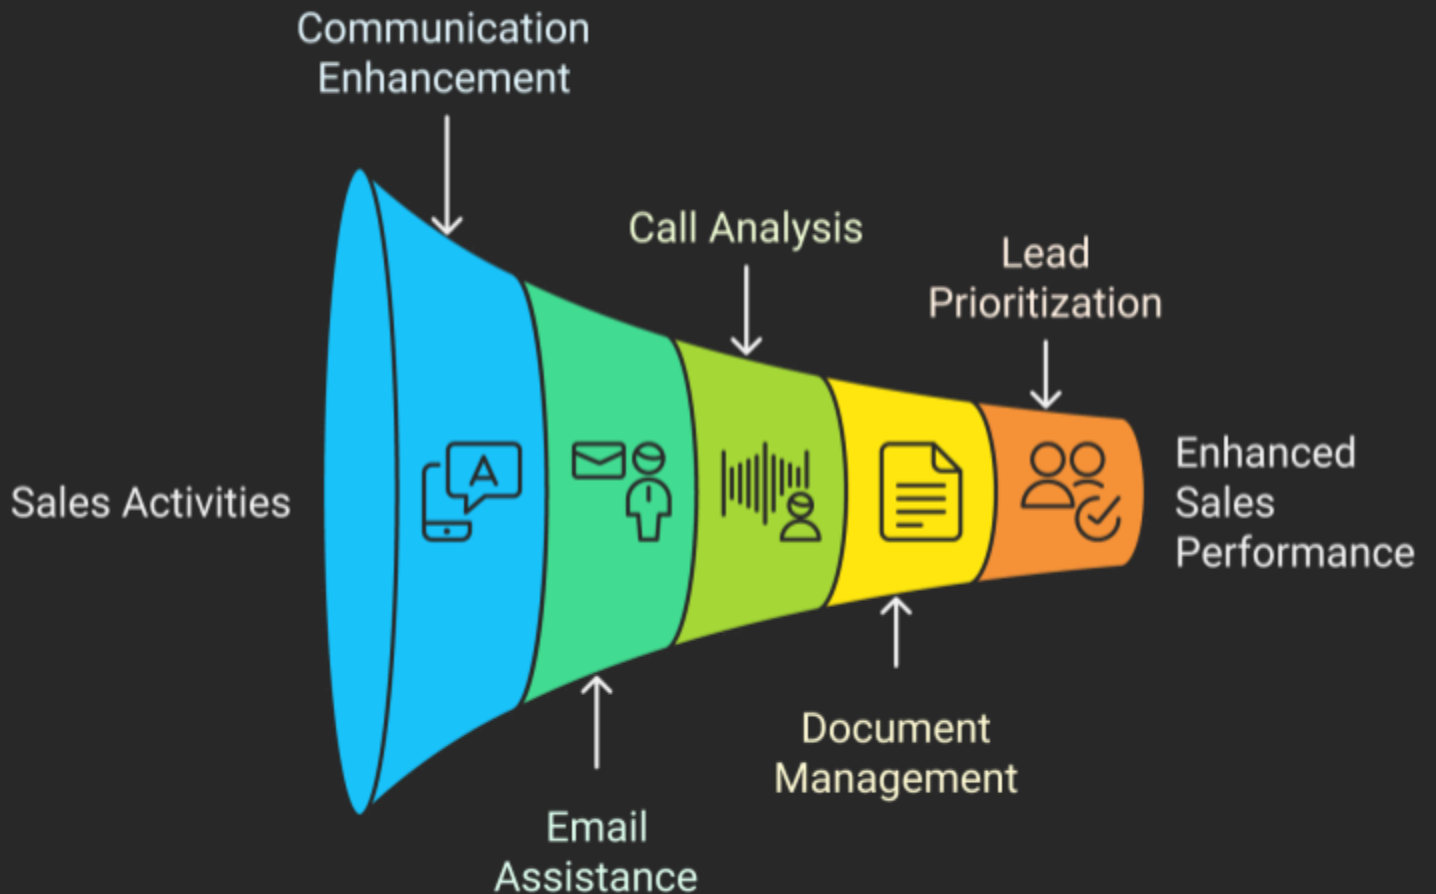 Communication
Enhancement
Call Analysis
Lead
Prioritization
A
Sales Activities
Enhanced
Sales
Performance
Document
Management
Email
Assistance